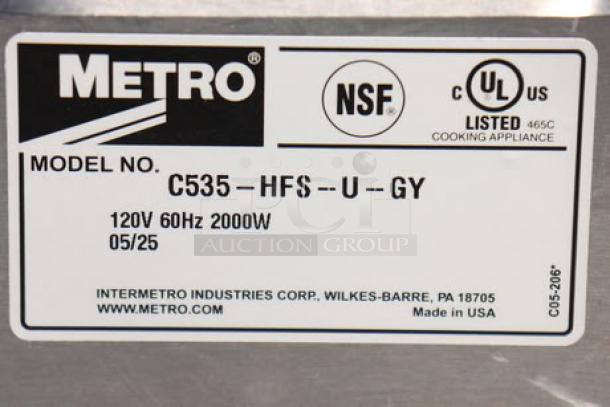 METRO®
NSF®
C UL® US
LISTED 465C
COOKING APPLIANCE
MODEL NO.
C535-HFS--U--GY
120V 60Hz 2000W
05/25
PCI
AUCTION GROUP
INTERMETRO INDUSTRIES CORP., WILKES-BARRE, PA 18705
WWW.METRO.COM Made in USA
C05-206*